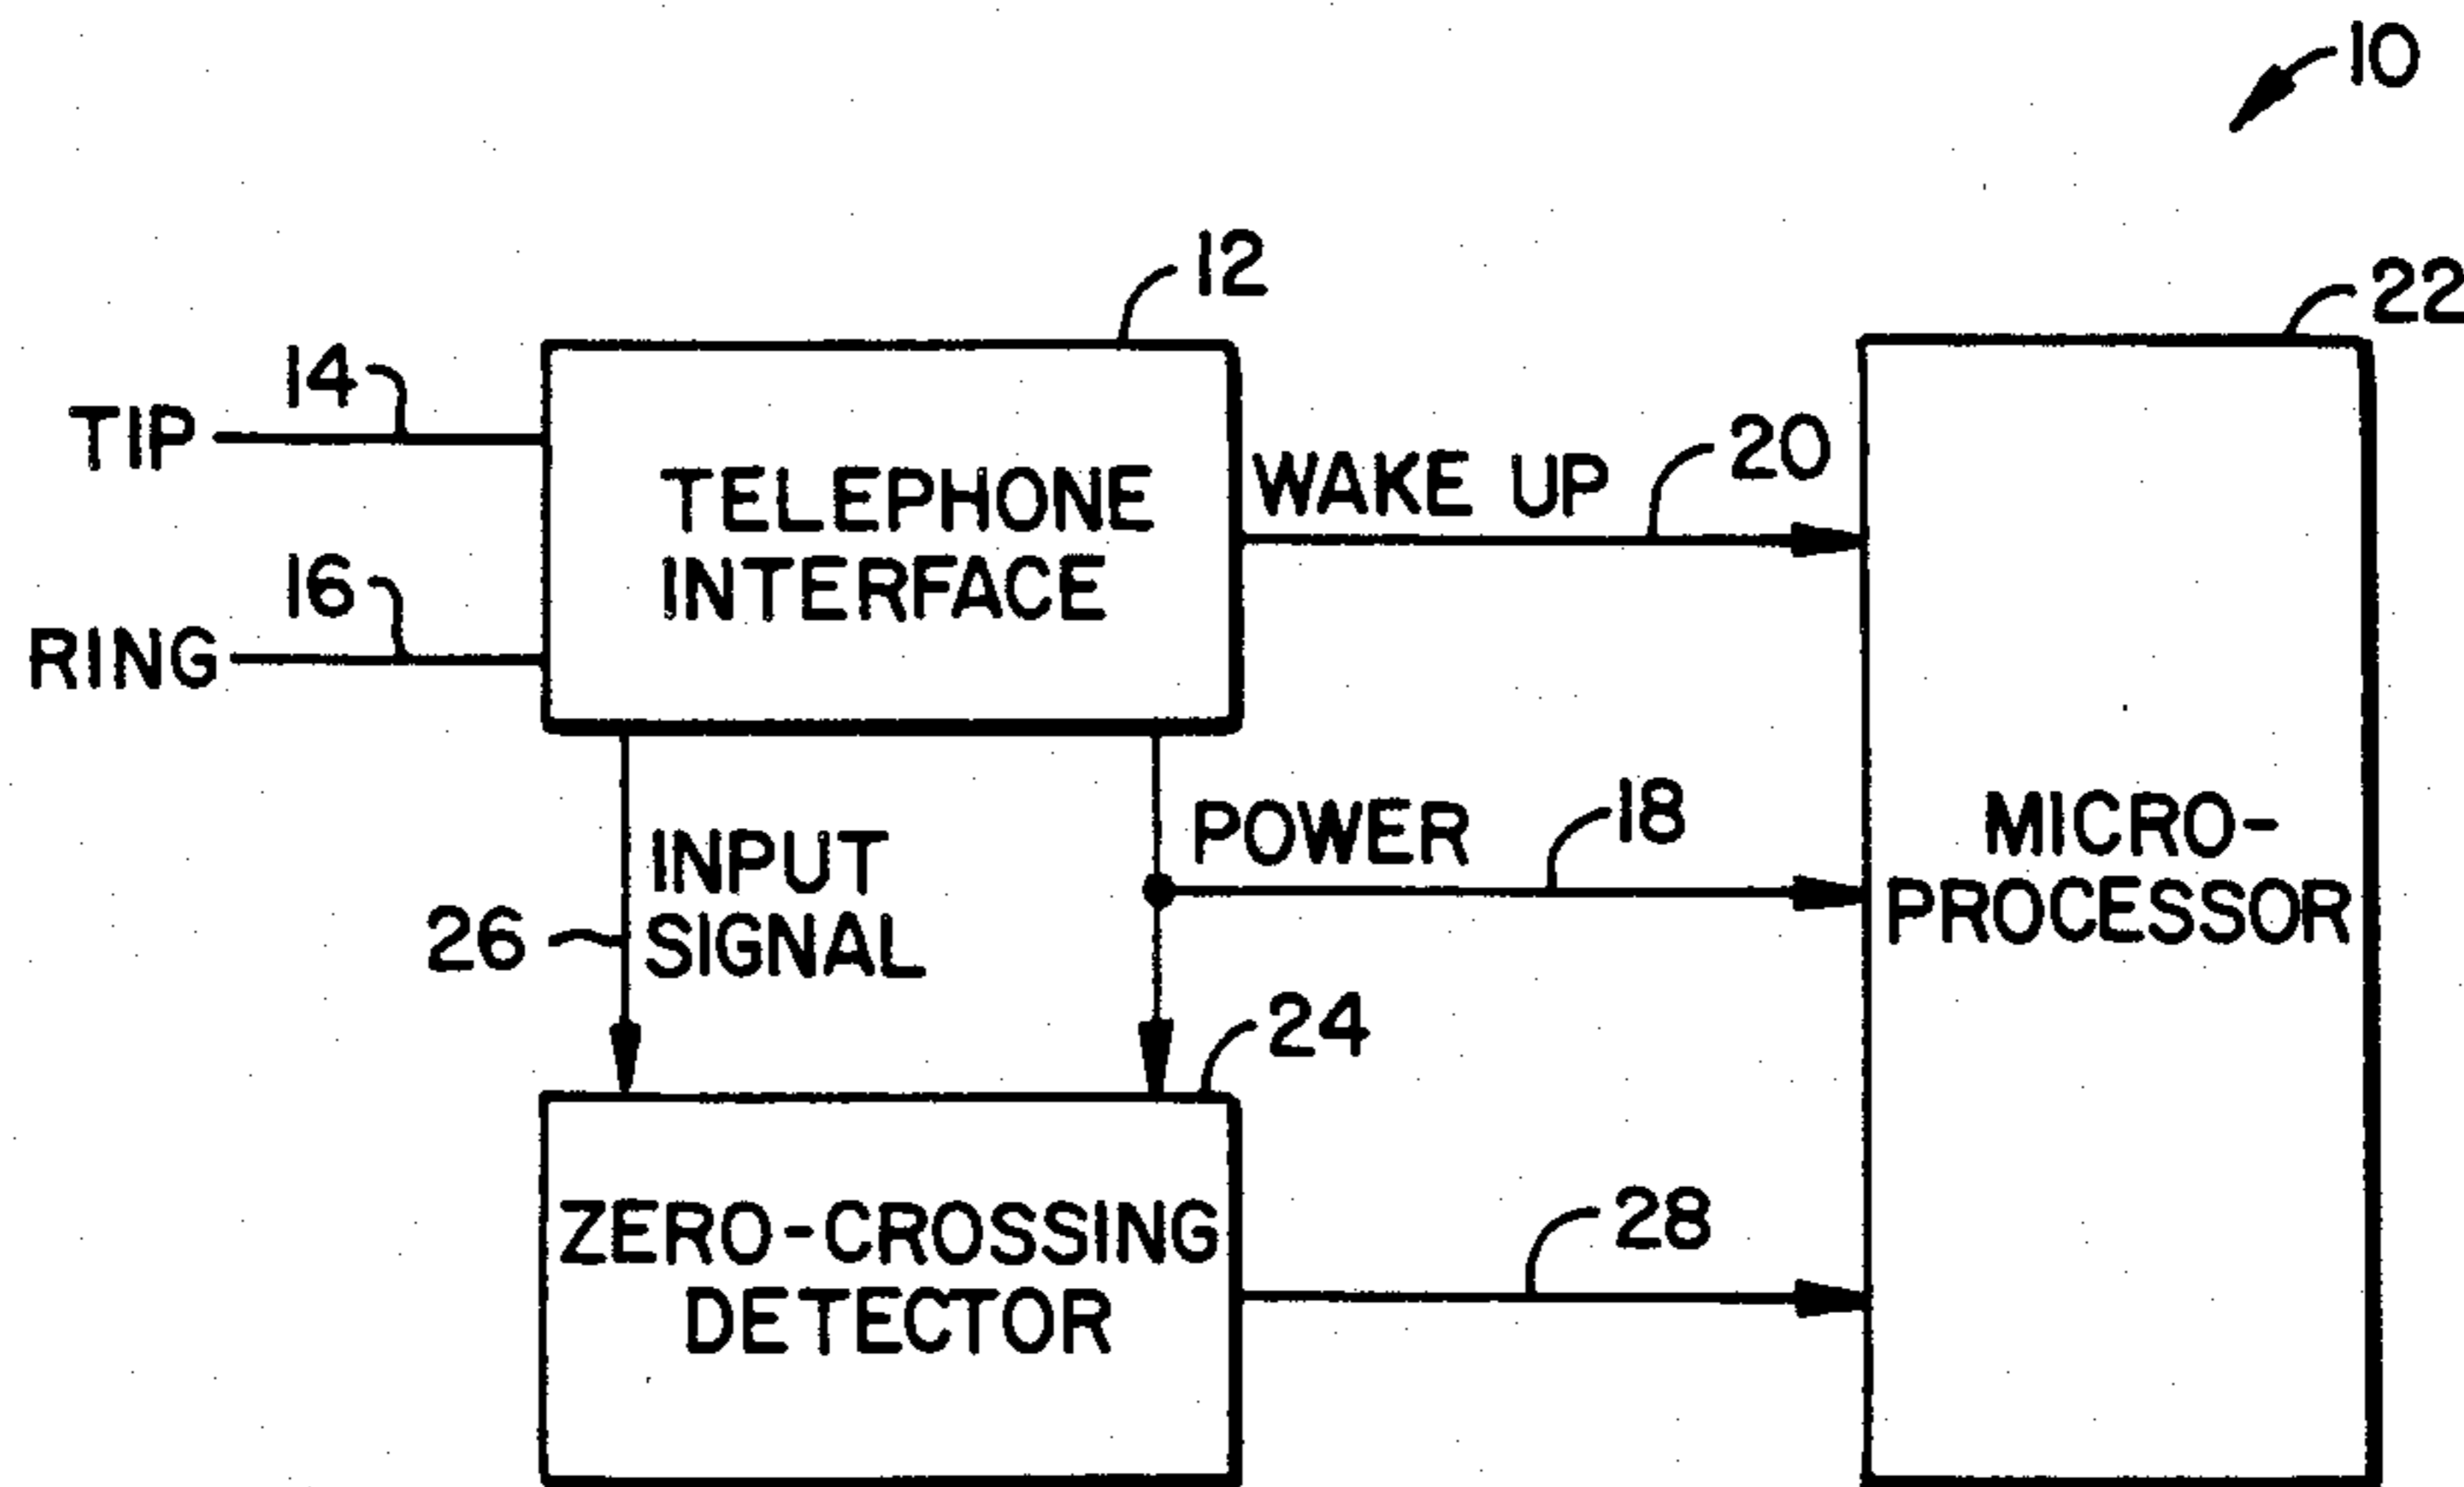 10
12
22
14
TIP
TELEPHONE
INTERFACE
WAKE UP
20
16
RING
POWER
18
INPUT
SIGNAL
26
MICRO-
PROCESSOR
24
ZERO-CROSSING
DETECTOR
28